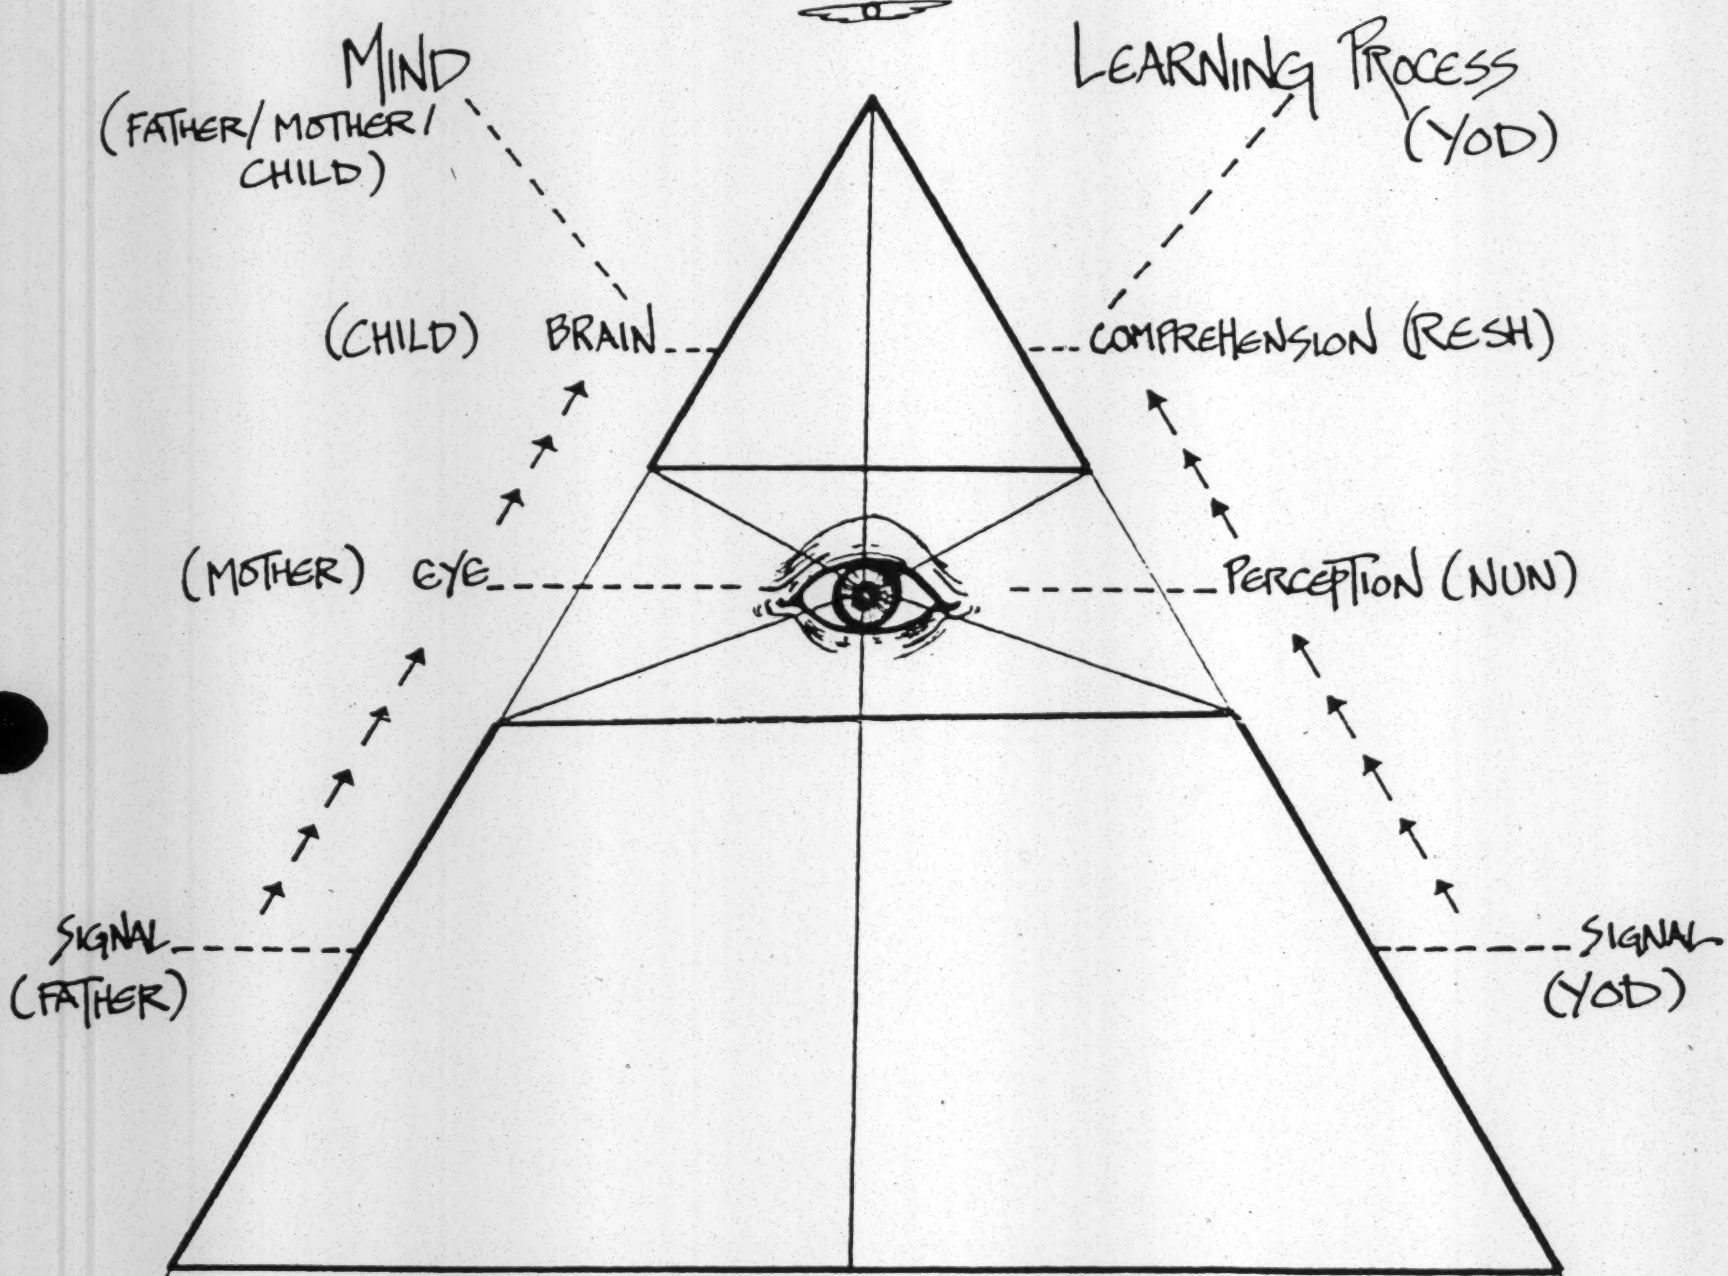 MIND
(FATHER/MOTHER/
CHILD)
LEARNING PROCESS
(YOD)
(CHILD) BRAIN
COMPREHENSION (RESH)
(MOTHER) EYE
PERCEPTION (NUN)
SIGNAL
(FATHER)
SIGNAL
(YOD)